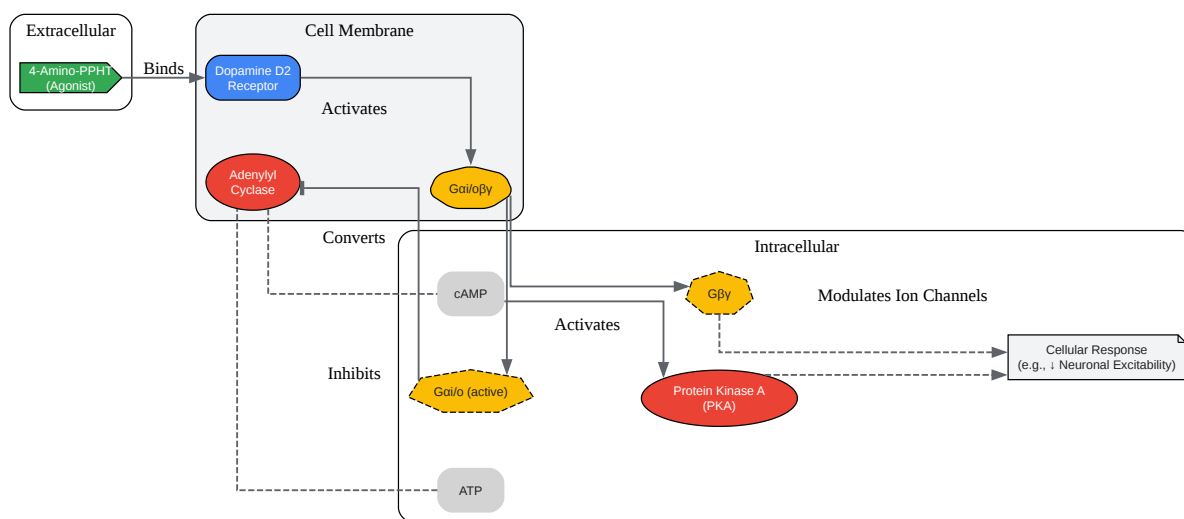 Extracellular
4-Amino-PPHT
(Agonist)
Binds
Cell Membrane
Dopamine D2
Receptor
Activates
Adenylyl
Cyclase
Gαi/oβγ
Converts
Intracellular
cAMP
Gβγ
Modulates Ion Channels
Activates
Cellular Response
(e.g., ↓ Neuronal Excitability)
Inhibits
Gαi/o (active)
Protein Kinase A
(PKA)
ATP